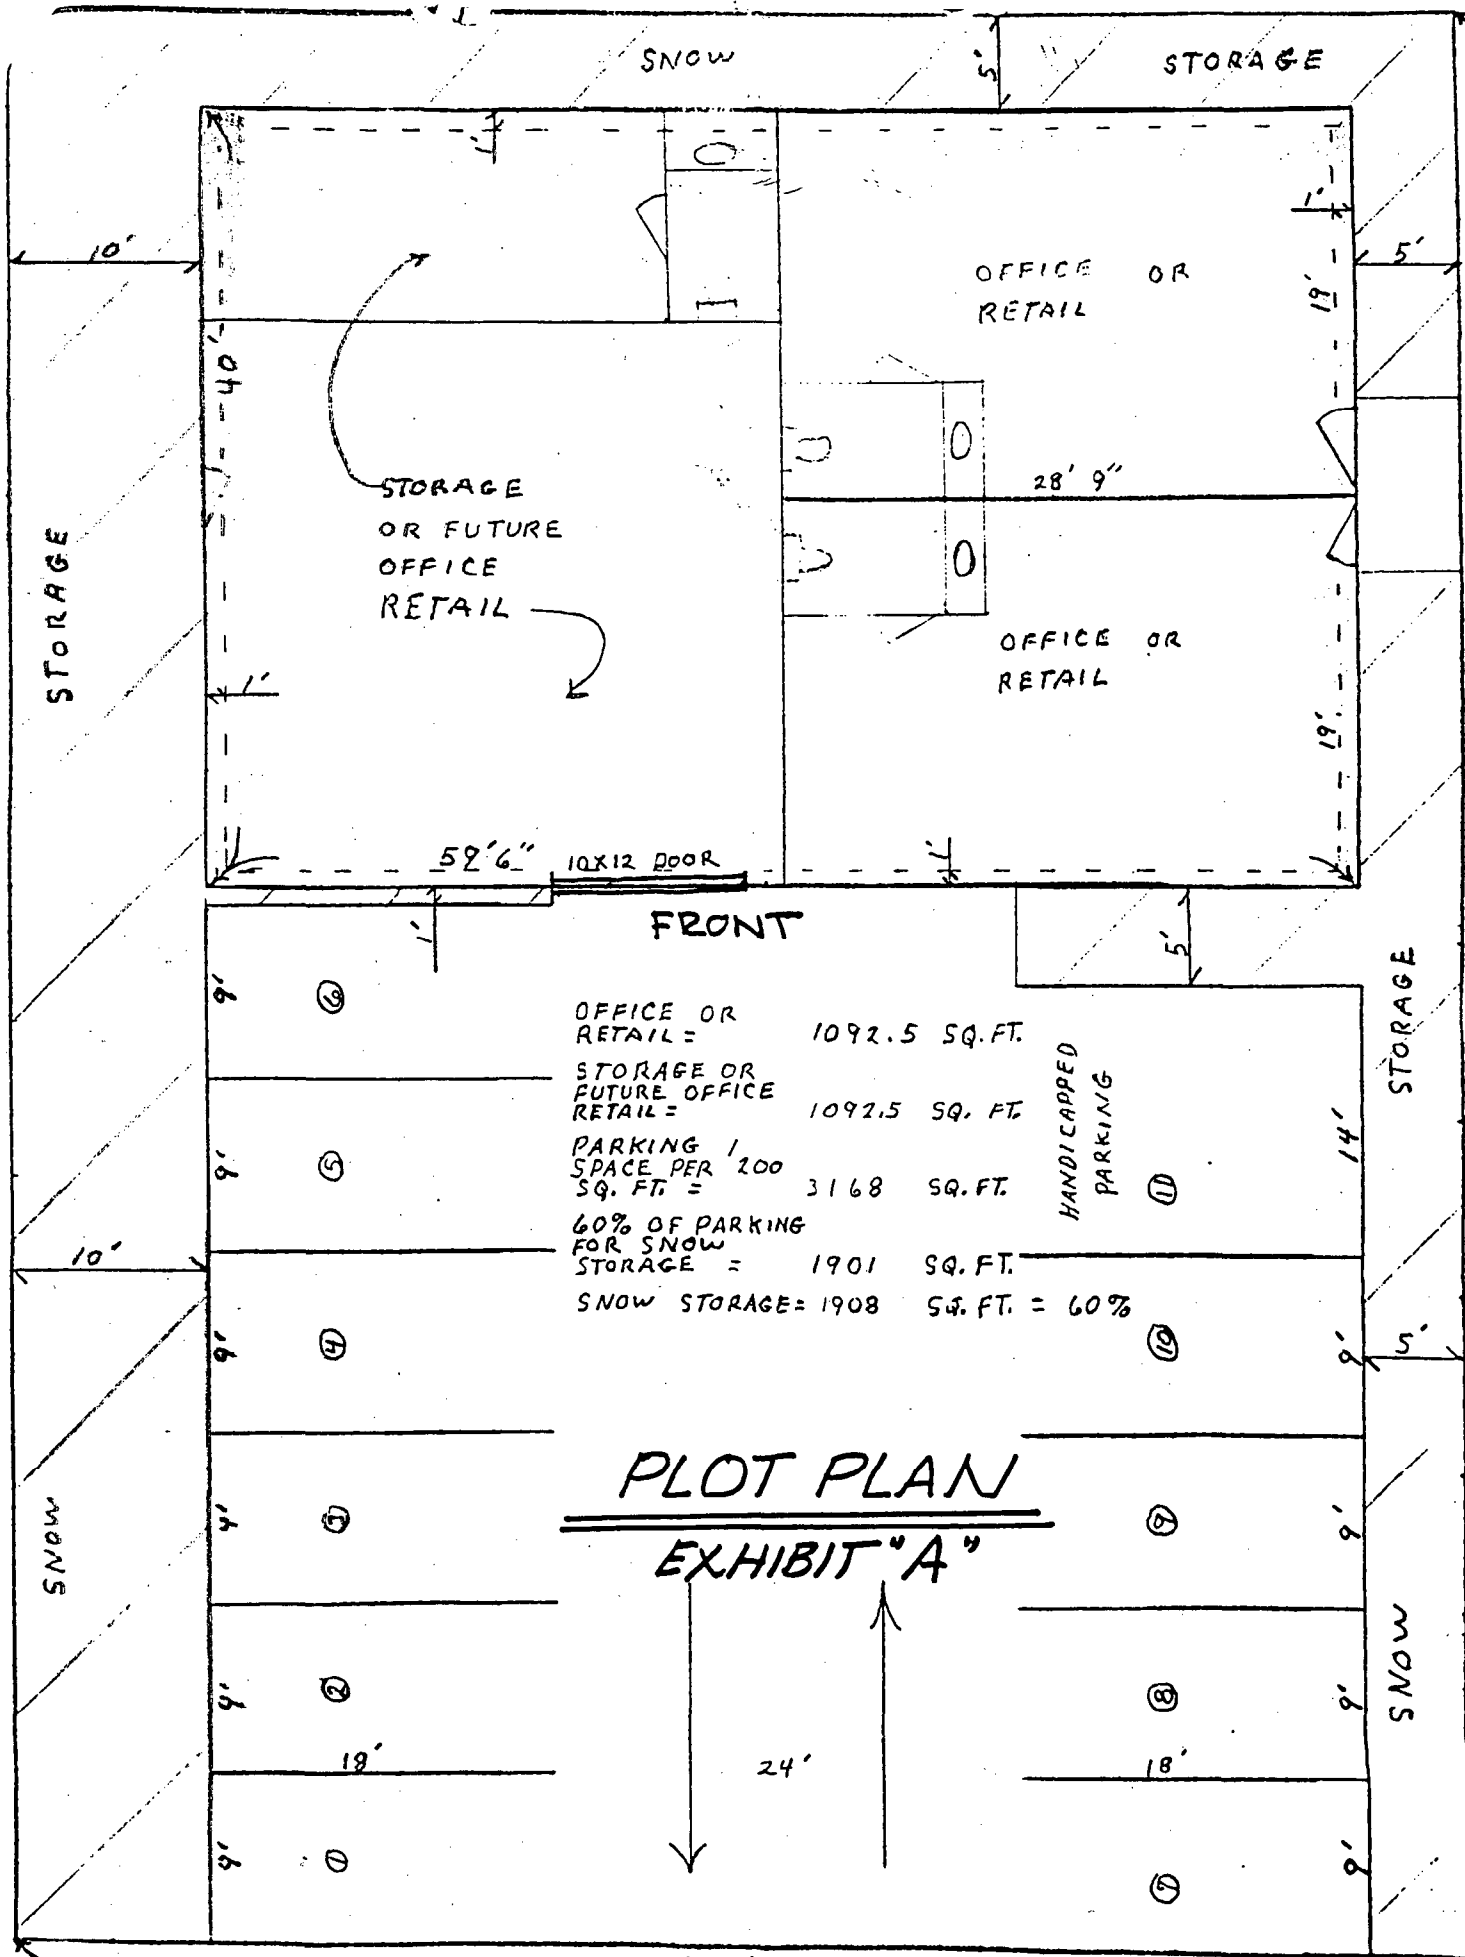 SNOW
5'
STORAGE
1'
1'
10'
5'
OFFICE OR
RETAIL
19'
40'
STORAGE
OR FUTURE
OFFICE
RETAIL
28' 9"
STORAGE
OFFICE OR
RETAIL
1'
19'
59'6"
10X12 DOOR
1'
FRONT
1'
5'
STORAGE
9'
⑥
OFFICE OR
RETAIL = 1092.5 SQ.FT.
STORAGE OR
FUTURE OFFICE
RETAIL = 1092.5 SQ. FT.
PARKING 1
SPACE PER 200
SQ. FT. = 3168 SQ.FT.
60% OF PARKING
FOR SNOW
STORAGE = 1901 SQ.FT.
SNOW STORAGE= 1908 SQ.FT. = 60%
HANDICAPPED
PARKING
⑪
14'
9'
⑤
10'
9'
④
⑩
9'
5'
PLOT PLAN
EXHIBIT "A"
SNOW
9'
③
⑨
9'
9'
②
⑧
9'
SNOW
18'
24'
18'
9'
①
⑦
9'